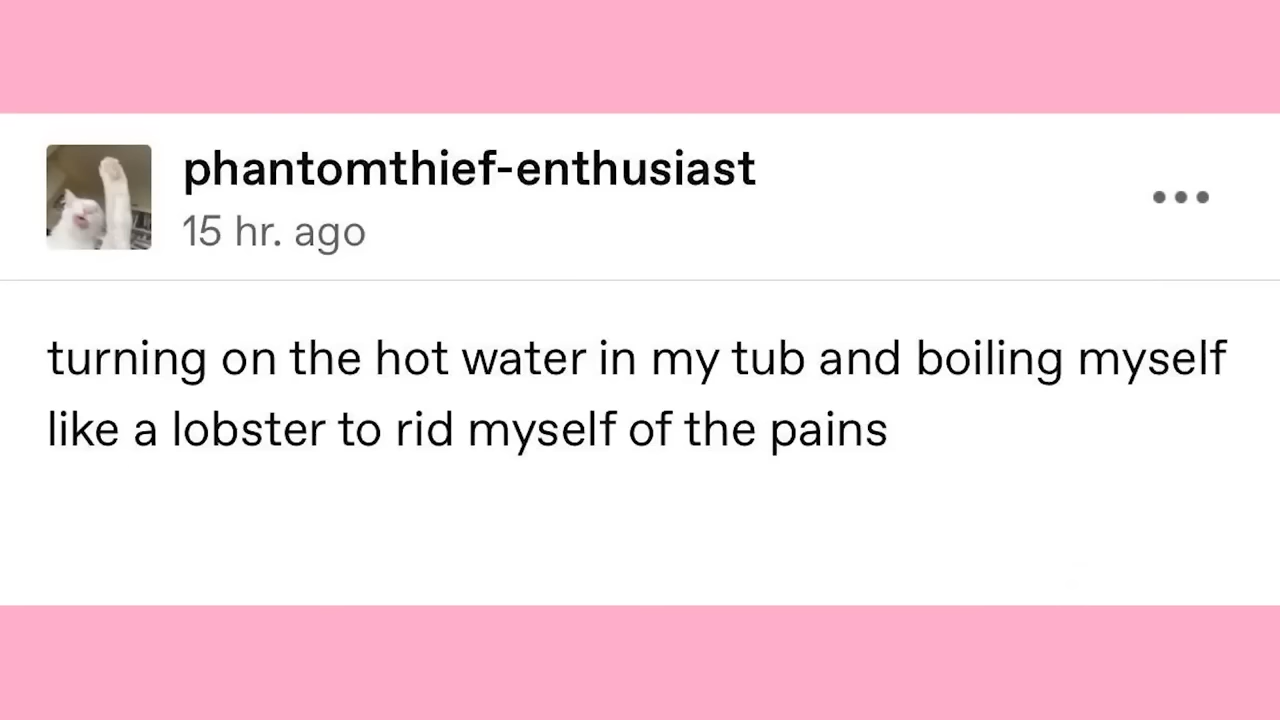 phantomthief-enthusiast
15 hr. ago
turning on the hot water in my tub and boiling myself
like a lobster to rid myself of the pains